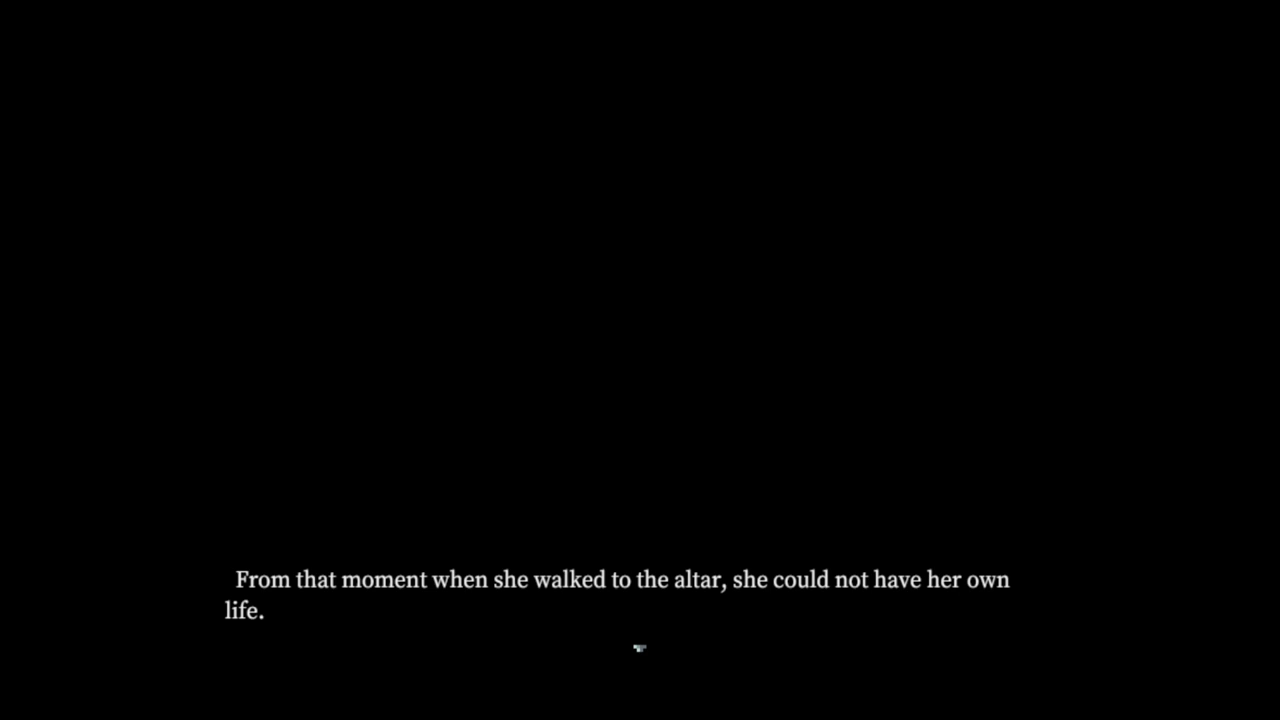 From that moment when she walked to the altar, she could not have her own
life.